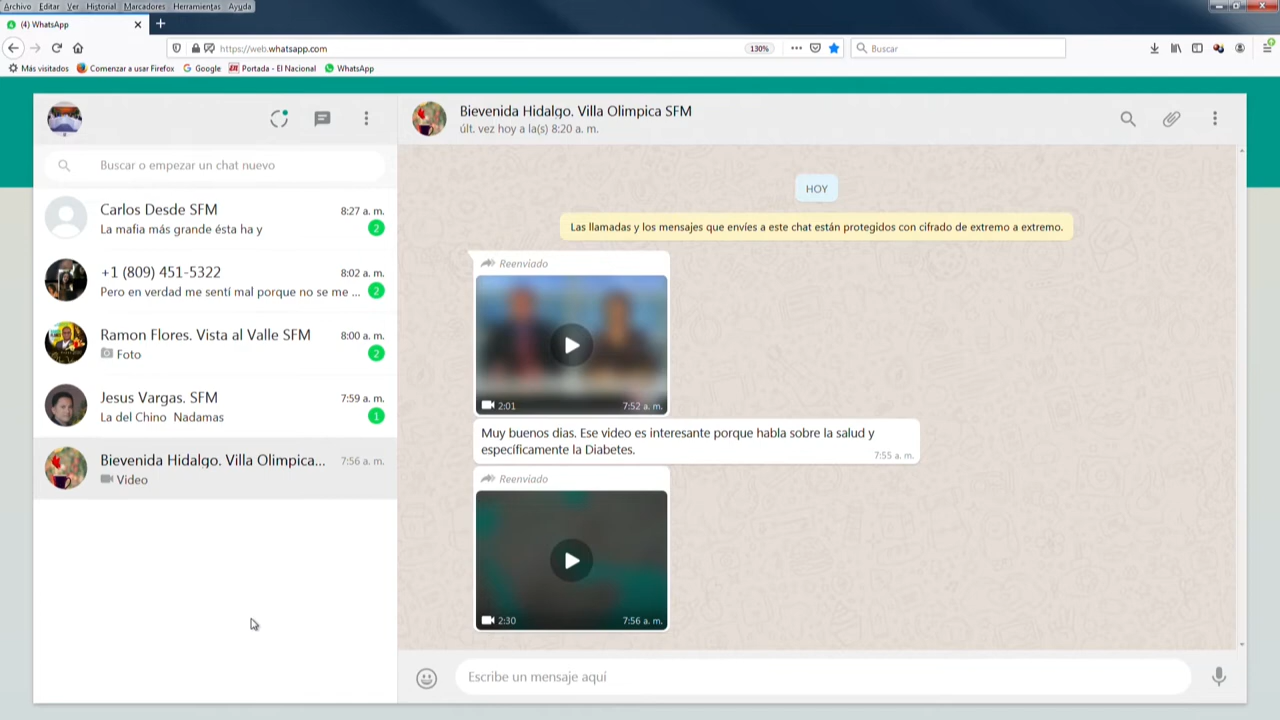 Archivo Editar Ver Historial Marcadores Herramientas Ayuda
(4) WhatsApp
https://web.whatsapp.com
130%
Buscar
Más visitados
Comenzar a usar Firefox
Google
Portada - El Nacional
WhatsApp
Buscar o empezar un chat nuevo
Carlos Desde SFM
8:27 a. m.
La mafia más grande ésta ha y
2
+1 (809) 451-5322
8:02 a. m.
Pero en verdad me sentí mal porque no se me ...
2
Ramon Flores. Vista al Valle SFM
8:00 a. m.
Foto
2
Jesus Vargas. SFM
7:59 a. m.
La del Chino Nadamas
1
Bievenida Hidalgo. Villa Olimpica...
7:56 a. m.
Video
Bievenida Hidalgo. Villa Olimpica SFM
últ. vez hoy a la(s) 8:20 a. m.
HOY
Las llamadas y los mensajes que envíes a este chat están protegidos con cifrado de extremo a extremo.
Reenviado
2:01
7:52 a. m.
Muy buenos dias. Ese video es interesante porque habla sobre la salud y
específicamente la Diabetes.
7:55 a. m.
Reenviado
2:30
7:56 a. m.
Escribe un mensaje aquí